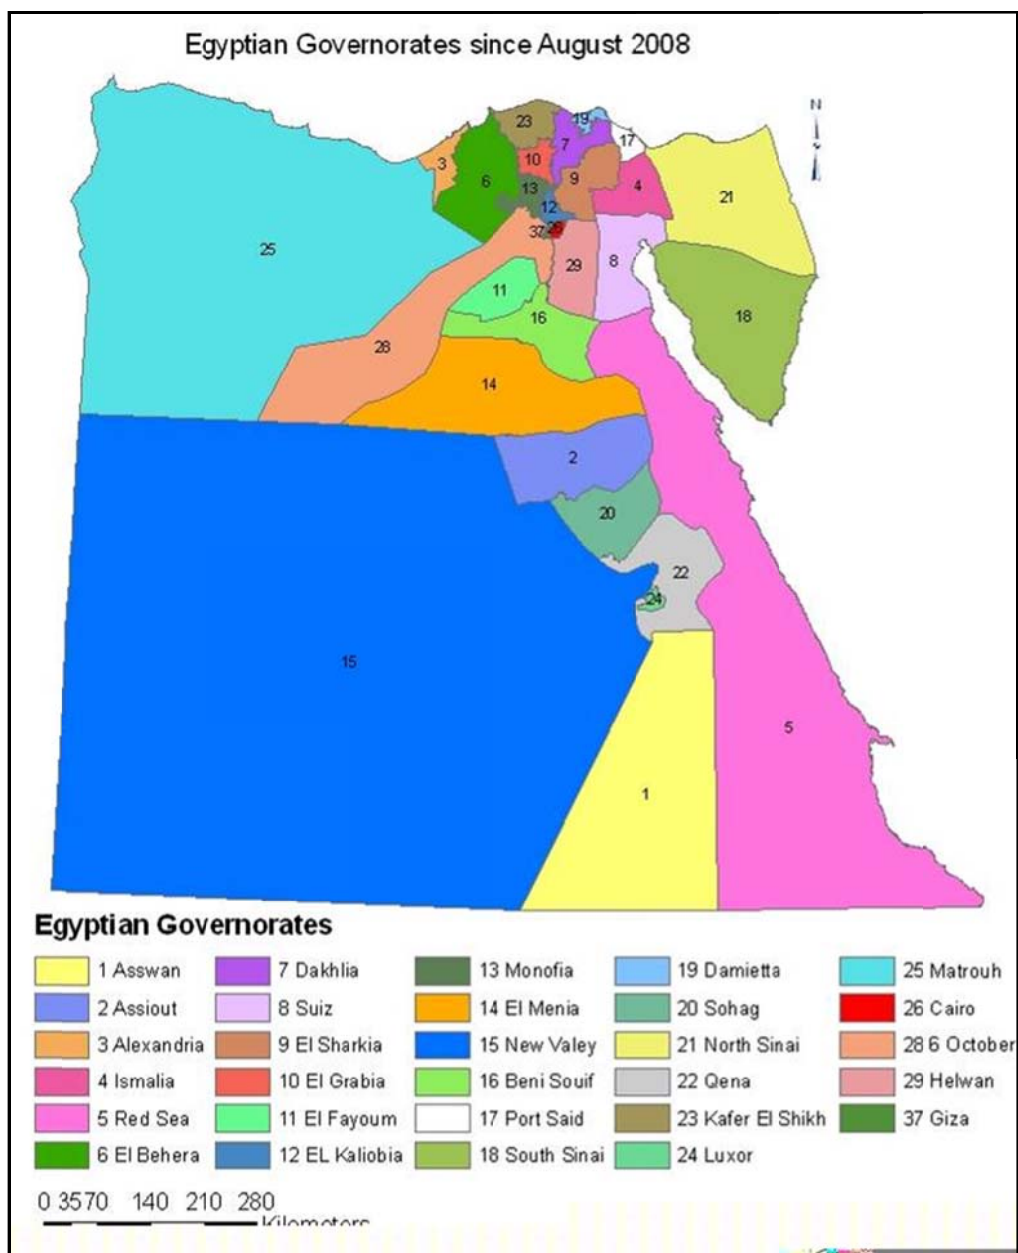 Egyptian Governorates since August 2008
N
23
19
17
7
3
10
9
6
13
4
12
21
37
26
25
29
8
11
16
18
28
14
2
20
22
24
15
5
1
Egyptian Governorates
1 Asswan
2 Assiout
3 Alexandria
4 Ismalia
5 Red Sea
6 El Behera
7 Dakhlia
8 Suiz
9 El Sharkia
10 El Grabia
11 El Fayoum
12 EL Kaliobia
13 Monofia
14 El Menia
15 New Valey
16 Beni Souif
17 Port Said
18 South Sinai
19 Damietta
20 Sohag
21 North Sinai
22 Qena
23 Kafer El Shikh
24 Luxor
25 Matrouh
26 Cairo
28 6 October
29 Helwan
37 Giza
0 35 70 140 210 280
Kilometers